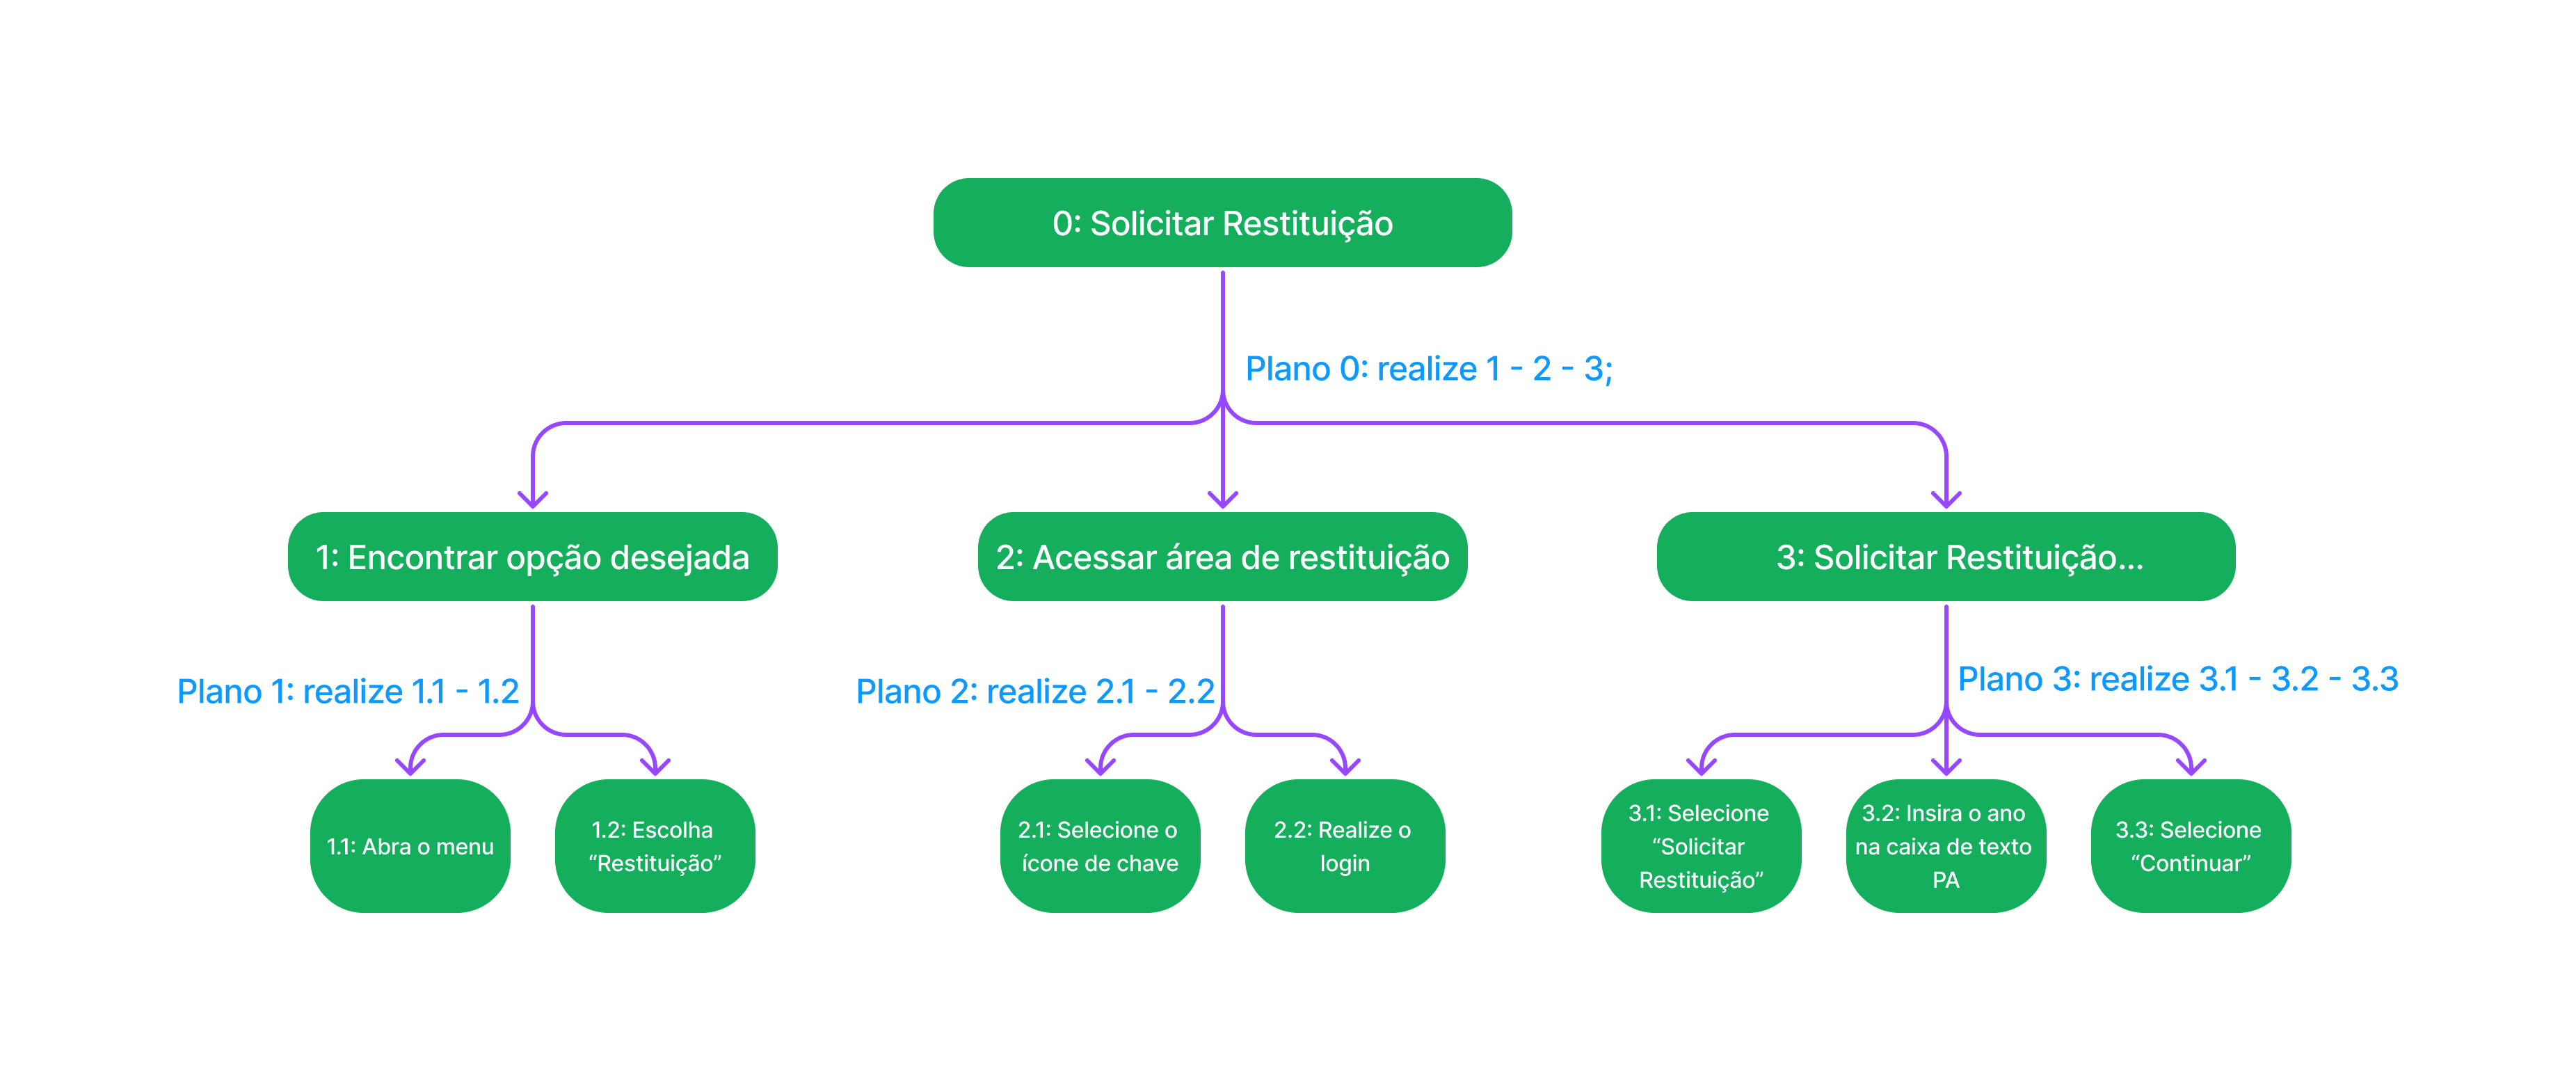 0: Solicitar Restituição
Plano 0: realize 1 - 2 - 3;
1: Encontrar opção desejada
2: Acessar área de restituição
3: Solicitar Restituição...
Plano 1: realize 1.1 - 1.2
Plano 2: realize 2.1 - 2.2
Plano 3: realize 3.1 - 3.2 - 3.3
1.1: Abra o menu
1.2: Escolha
“Restituição”
2.1: Selecione o
ícone de chave
2.2: Realize o
login
3.1: Selecione
“Solicitar
Restituição”
3.2: Insira o ano
na caixa de texto
PA
3.3: Selecione
“Continuar”